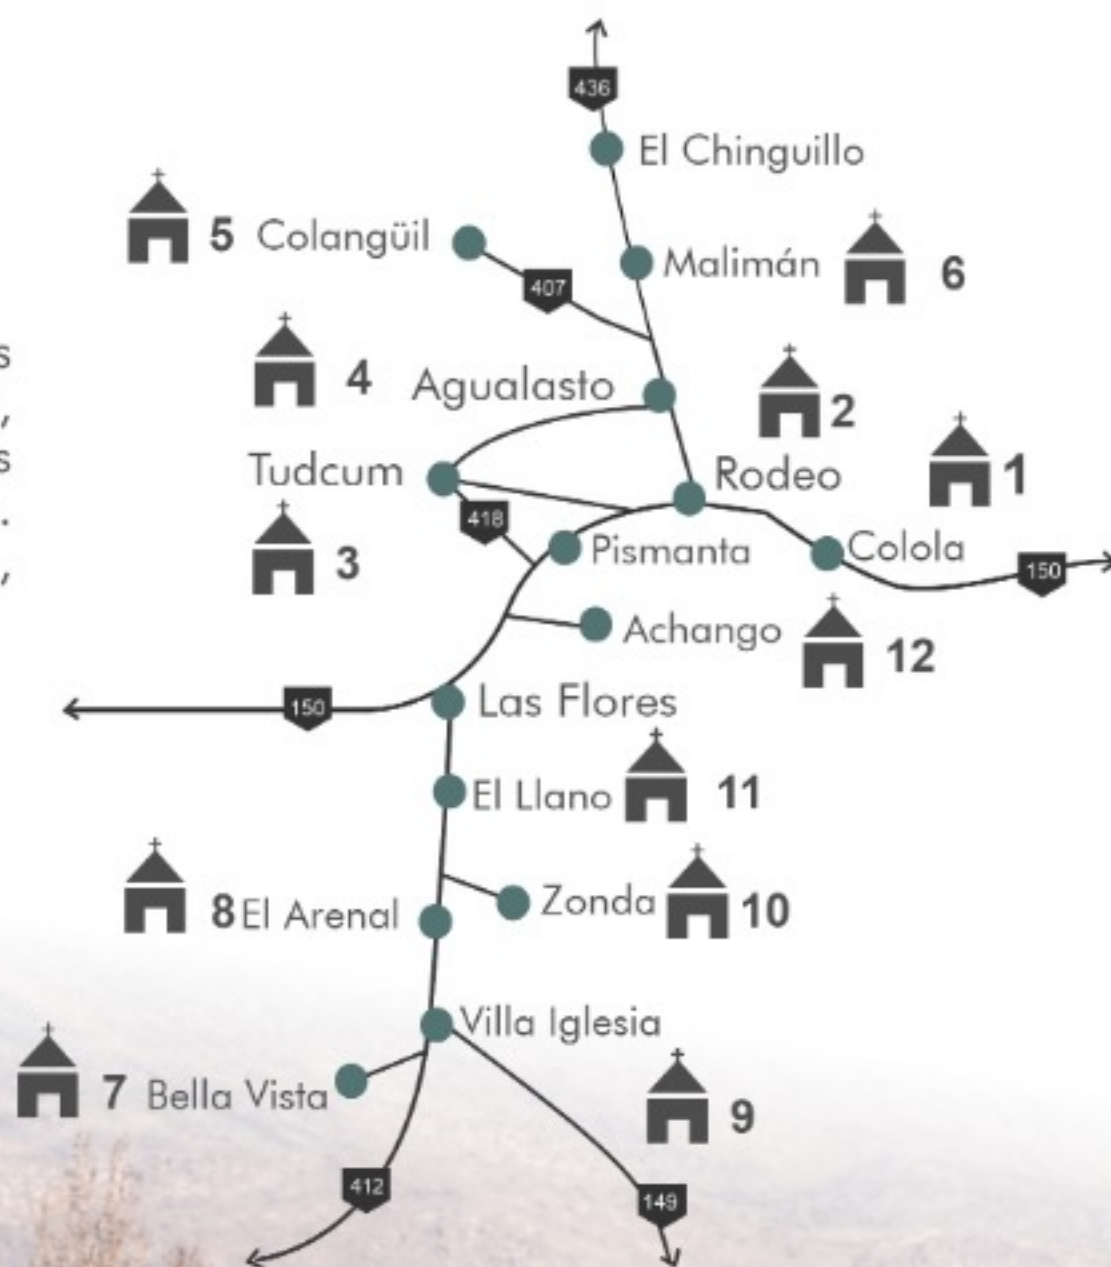 436
El Chinguillo
5 Colangüil
Malimán
6
407
s
4
Agualasto
2
,
s
Tudcum
Rodeo
1
.
418
3
Pismanta
Colola
150
,
Achango
12
150
Las Flores
El Llano
11
8 El Arenal
Zonda
10
Villa Iglesia
7 Bella Vista
9
412
149